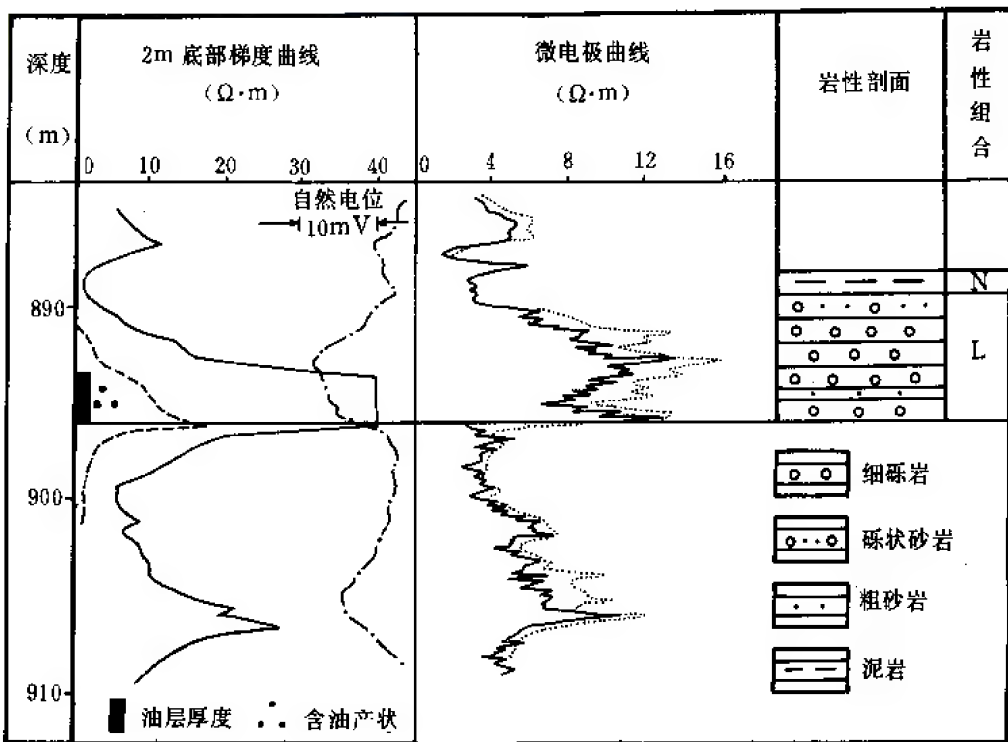 深度
(m)
2m 底部梯度曲线
(Ω·m)
0 10 20 30 40
微电极曲线
(Ω·m)
0 4 8 12 16
岩性剖面
岩性组合
自然电位
10mV
890
900
910
N
L
细砾岩
砾状砂岩
粗砂岩
泥岩
油层厚度
含油产状